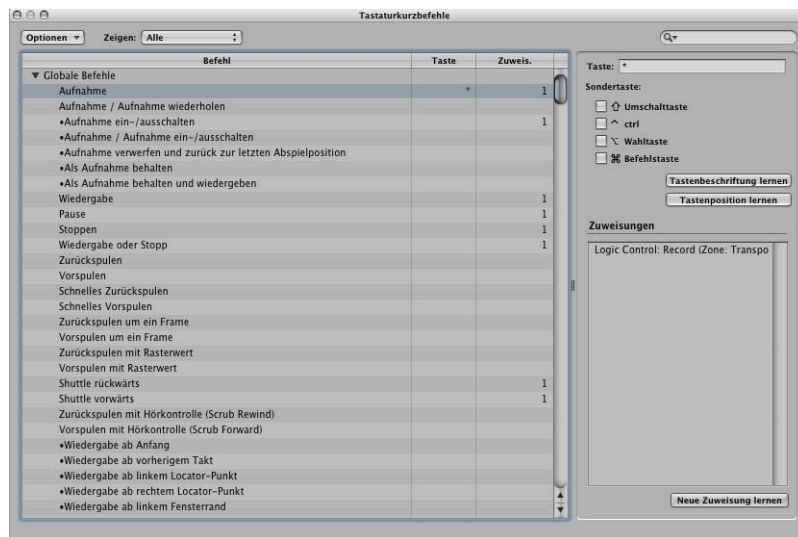 Tastaturkurzbefehle
Optionen Zeigen: Alle
Befehl Taste Zuweis.
Globale Befehle
Aufnahme * 1
Aufnahme / Aufnahme wiederholen
•Aufnahme ein-/ausschalten 1
•Aufnahme / Aufnahme ein-/ausschalten
•Aufnahme verwerfen und zurück zur letzten Abspielposition
•Als Aufnahme behalten
•Als Aufnahme behalten und wiedergeben
Wiedergabe 1
Pause 1
Stoppen 1
Wiedergabe oder Stopp 1
Zurückspulen
Vorspulen
Schnelles Zurückspulen
Schnelles Vorspulen
Zurückspulen um ein Frame
Vorspulen um ein Frame
Zurückspulen mit Rasterwert
Vorspulen mit Rasterwert
Shuttle rückwärts 1
Shuttle vorwärts 1
Zurückspulen mit Hörkontrolle (Scrub Rewind)
Vorspulen mit Hörkontrolle (Scrub Forward)
•Wiedergabe ab Anfang
•Wiedergabe ab vorherigem Takt
•Wiedergabe ab linkem Locator-Punkt
•Wiedergabe ab rechtem Locator-Punkt
•Wiedergabe ab linkem Fensterrand
Taste: *
Sondertaste:
⇧ Umschalttaste
^ ctrl
⌥ Wahltaste
⌘ Befehlstaste
Tastenbeschriftung lernen
Tastenposition lernen
Zuweisungen
Logic Control: Record (Zone: Transpo
Neue Zuweisung lernen